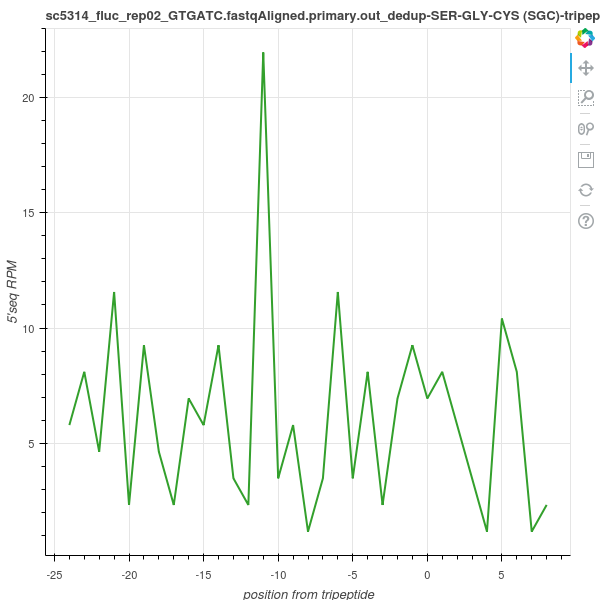 sc5314_fluc_rep02_GTGATC.fastqAligned.primary.out_dedup-SER-GLY-CYS (SGC)-tripep
20
15
10
5
5'seq RPM
-25 -20 -15 -10 -5 0 5
position from tripeptide